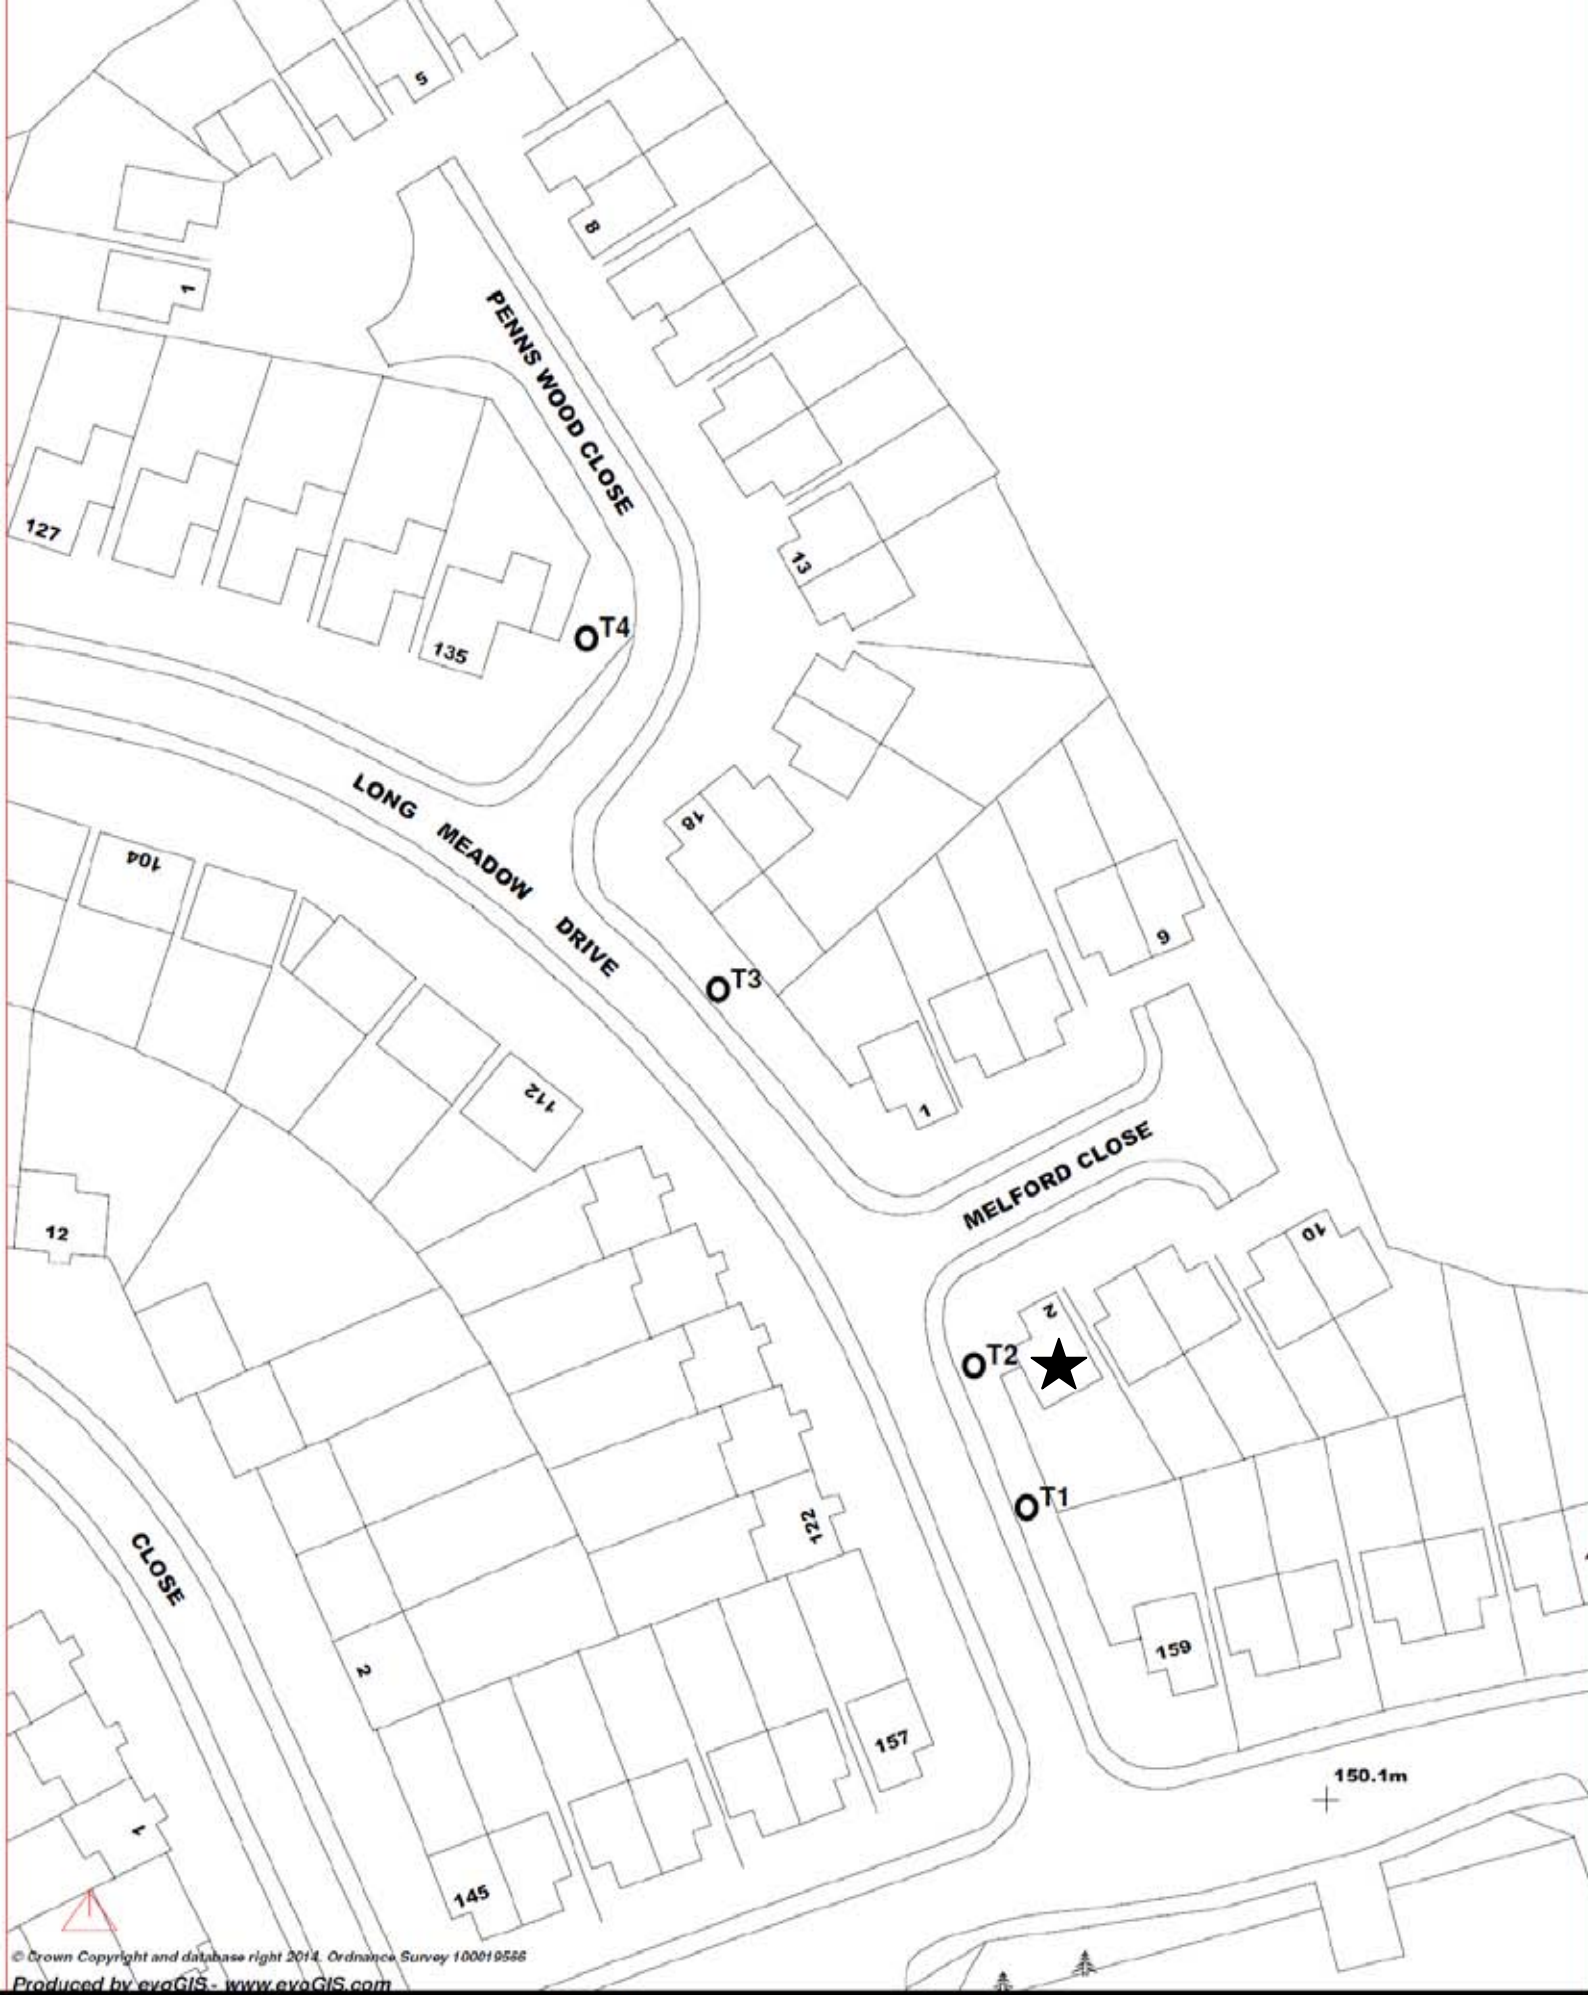 5
8
1
PENNS WOOD CLOSE
127
13
T4
135
LONG MEADOW DRIVE
18
104
9
T3
112
1
MELFORD CLOSE
12
10
2
T2
T1
122
CLOSE
159
2
157
150.1m
1
145
© Crown Copyright and database right 2014. Ordnance Survey 100019566
Produced by evoGIS - www.evoGIS.com